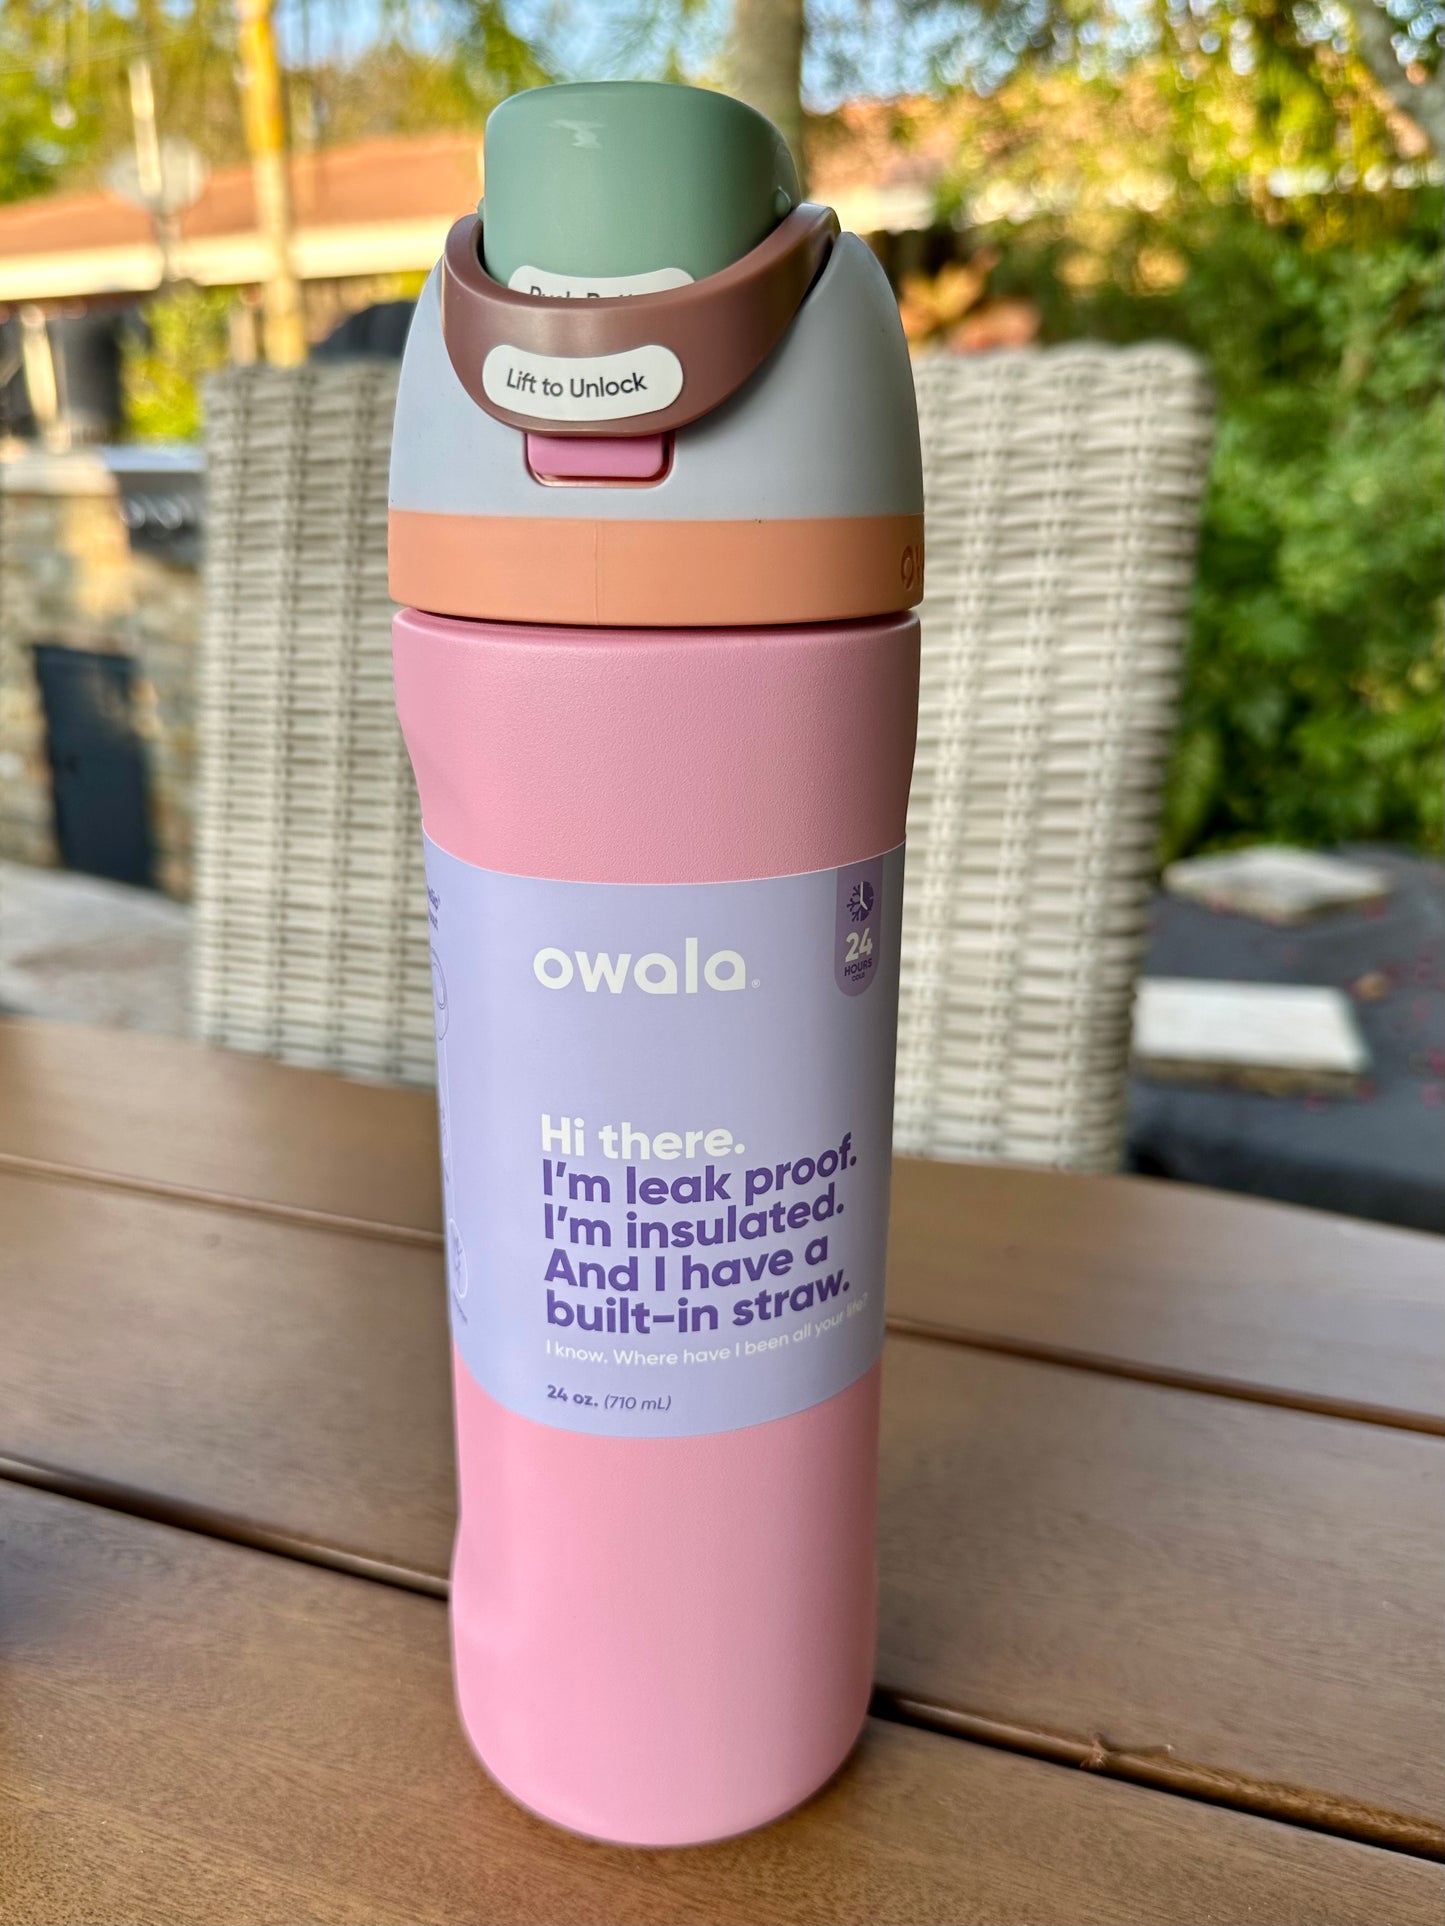 Lift to Unlock
owala®
24
HOURS
COLD
Hi there.
I'm leak proof.
I'm insulated.
And I have a
built-in straw.
I know. Where have I been all your life?
24 oz. (710 mL)